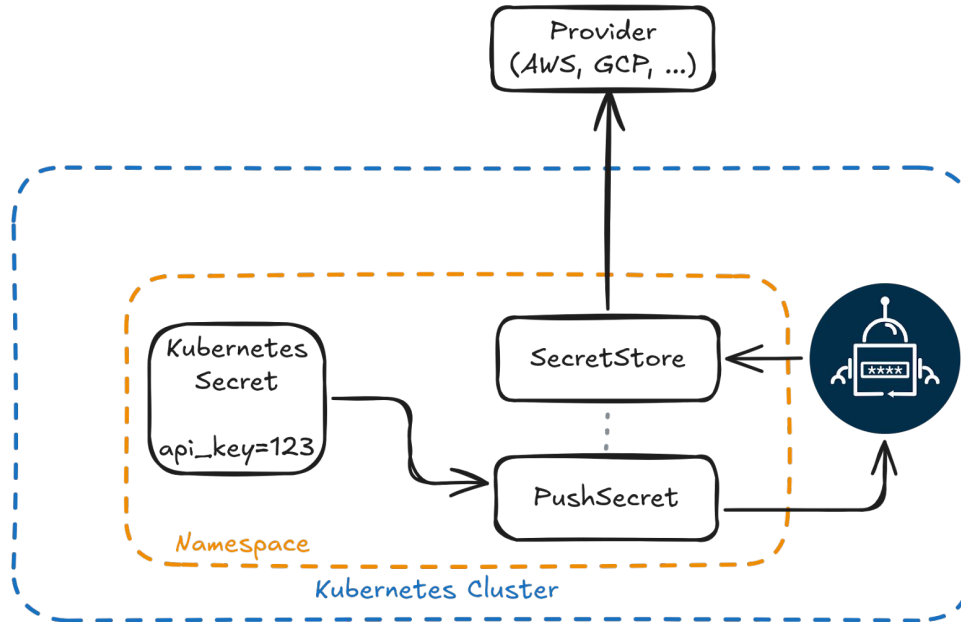 Provider
(AWS, GCP, ...)
Kubernetes
Secret
api_key=123
SecretStore
****
PushSecret
Namespace
Kubernetes Cluster